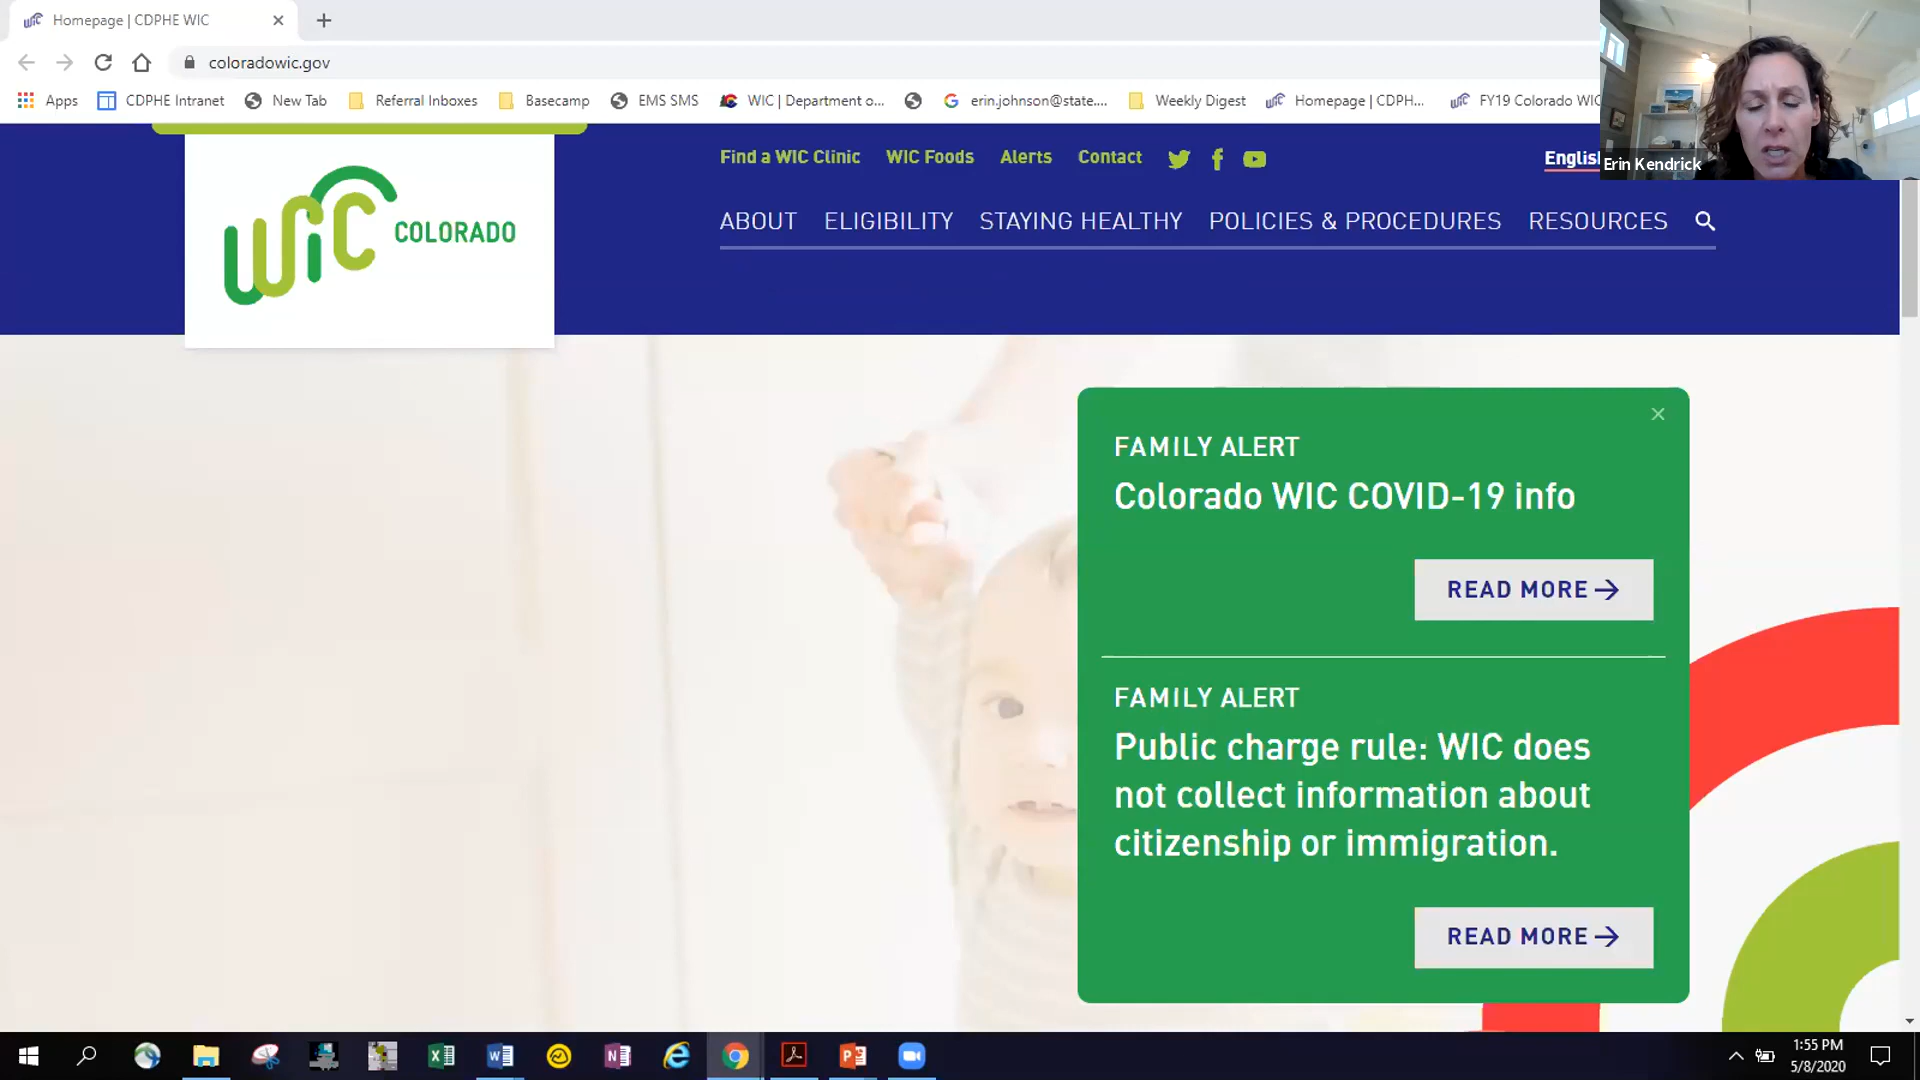 Homepage | CDPHE WIC
coloradowic.gov
Apps CDPHE Intranet New Tab Referral Inboxes Basecamp EMS SMS WIC | Department o... erin.johnson@state.... Weekly Digest Homepage | CDPH... FY19 Colorado WIC
Erin Kendrick
Find a WIC Clinic WIC Foods Alerts Contact English
WIC COLORADO
ABOUT ELIGIBILITY STAYING HEALTHY POLICIES & PROCEDURES RESOURCES
FAMILY ALERT
Colorado WIC COVID-19 info
READ MORE
FAMILY ALERT
Public charge rule: WIC does
not collect information about
citizenship or immigration.
READ MORE
1:55 PM
5/8/2020